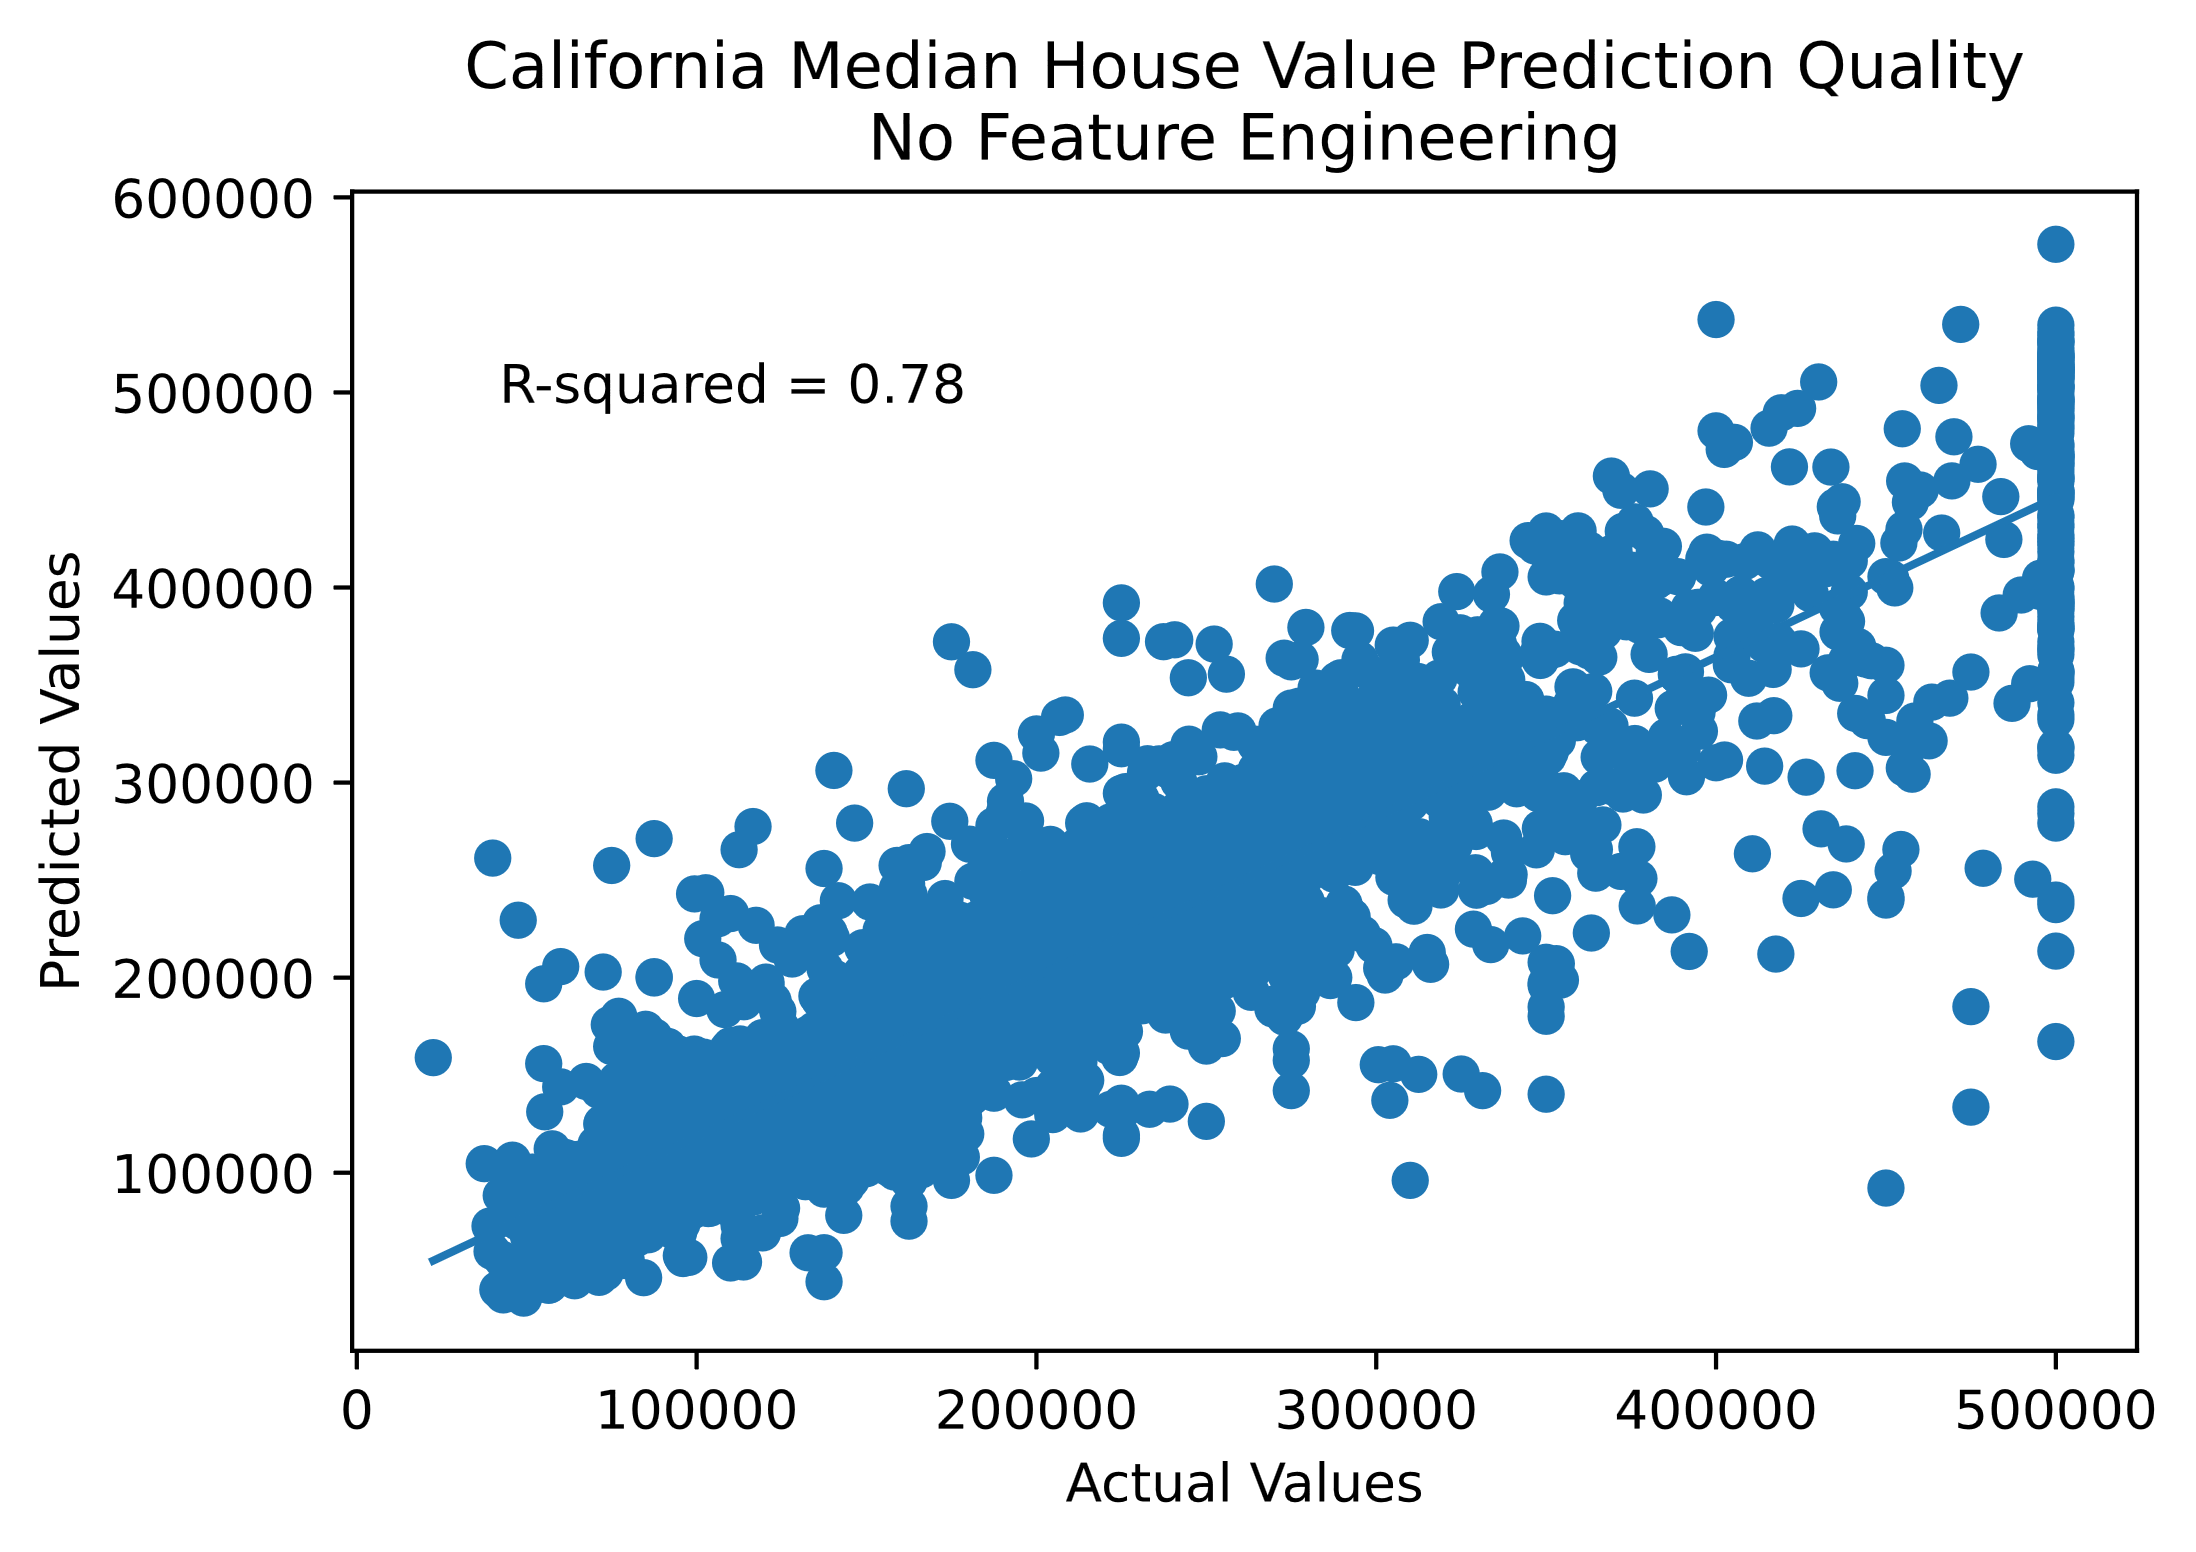 California Median House Value Prediction Quality
No Feature Engineering
600000
500000
400000
300000
200000
100000
R-squared = 0.78
Predicted Values
0 100000 200000 300000 400000 500000
Actual Values